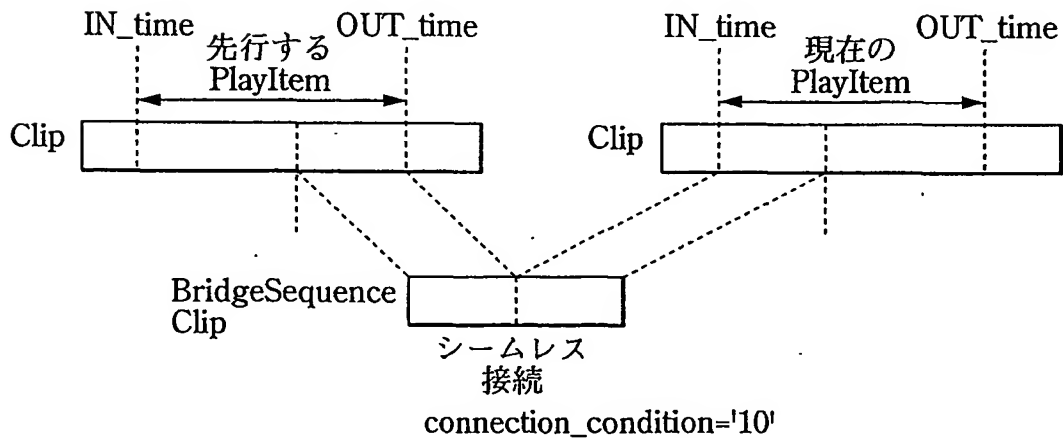 IN_time
先行する
PlayItem
OUT_time
IN_time
現在の
PlayItem
OUT_time
Clip
Clip
BridgeSequence
Clip
シームレス
接続
connection_condition='10'